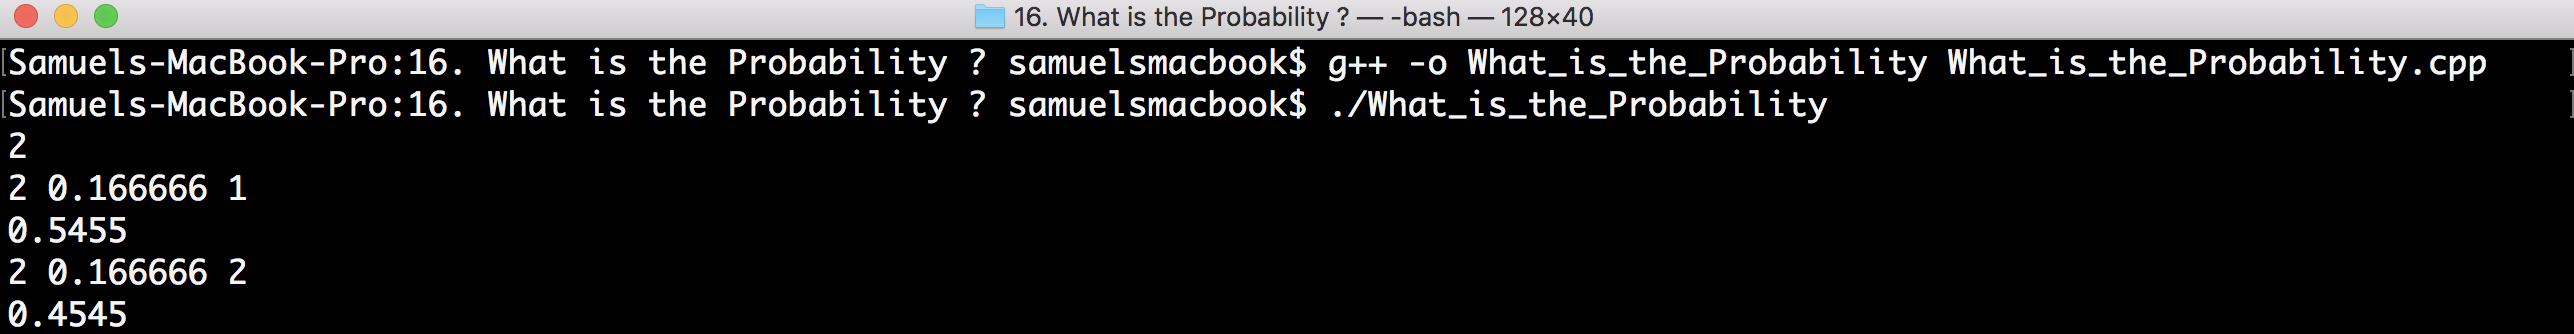 16. What is the Probability ? — -bash — 128×40
[Samuels-MacBook-Pro:16. What is the Probability ? samuelsmacbook$ g++ -o What_is_the_Probability What_is_the_Probability.cpp ]
[Samuels-MacBook-Pro:16. What is the Probability ? samuelsmacbook$ ./What_is_the_Probability ]
2
2 0.166666 1
0.5455
2 0.166666 2
0.4545